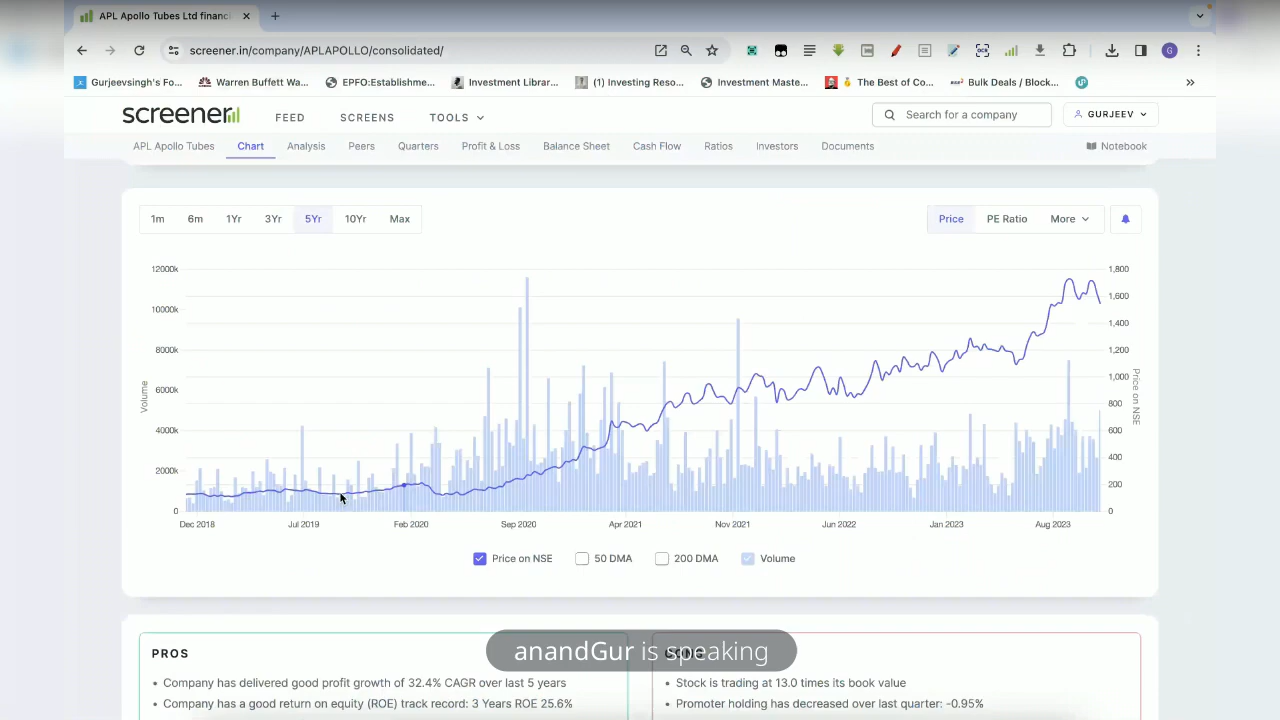 APL Apollo Tubes Ltd financi
screener.in/company/APLAPOLLO/consolidated/
Gurjeevsingh's Fo... Warren Buffett Wa... EPFO:Establishme... Investment Librar... (1) Investing Reso... Investment Maste... The Best of Co... Bulk Deals / Block...
screener FEED SCREENS TOOLS Search for a company GURJEEV
APL Apollo Tubes Chart Analysis Peers Quarters Profit & Loss Balance Sheet Cash Flow Ratios Investors Documents Notebook
1m 6m 1Yr 3Yr 5Yr 10Yr Max Price PE Ratio More
12000k 1,800
1,600
10000k
1,400
8000k 1,200
6000k 1,000
800
4000k 600
400
2000k
200
0 0
Volume
Price on NSE
Dec 2018 Jul 2019 Feb 2020 Sep 2020 Apr 2021 Nov 2021 Jun 2022 Jan 2023 Aug 2023
Price on NSE 50 DMA 200 DMA Volume
anandGur is speaking
PROS
Company has delivered good profit growth of 32.4% CAGR over last 5 years
Company has a good return on equity (ROE) track record: 3 Years ROE 25.6%
Stock is trading at 13.0 times its book value
Promoter holding has decreased over last quarter: -0.95%